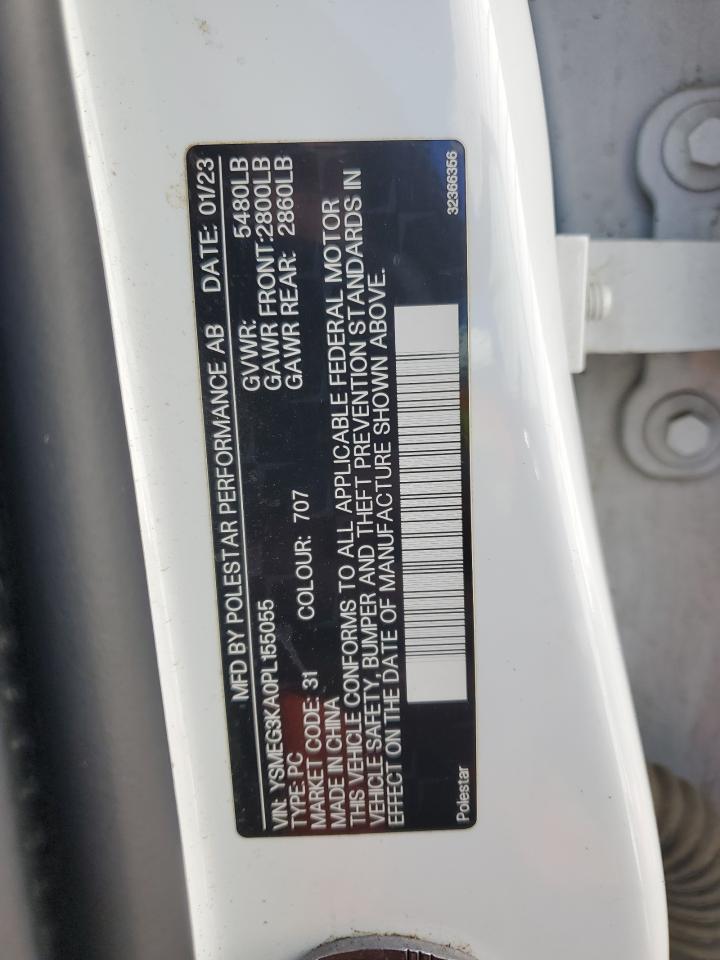 MFD BY POLESTAR PERFORMANCE AB DATE: 01/23
VIN: YSMEG3KA0PL155055 GVWR: 5480LB
TYPE: PC GAWR FRONT:2800LB
MARKET CODE: 31 COLOUR: 707 GAWR REAR: 2860LB
MADE IN CHINA
THIS VEHICLE CONFORMS TO ALL APPLICABLE FEDERAL MOTOR
VEHICLE SAFETY, BUMPER AND THEFT PREVENTION STANDARDS IN
EFFECT ON THE DATE OF MANUFACTURE SHOWN ABOVE.
Polestar 32366356